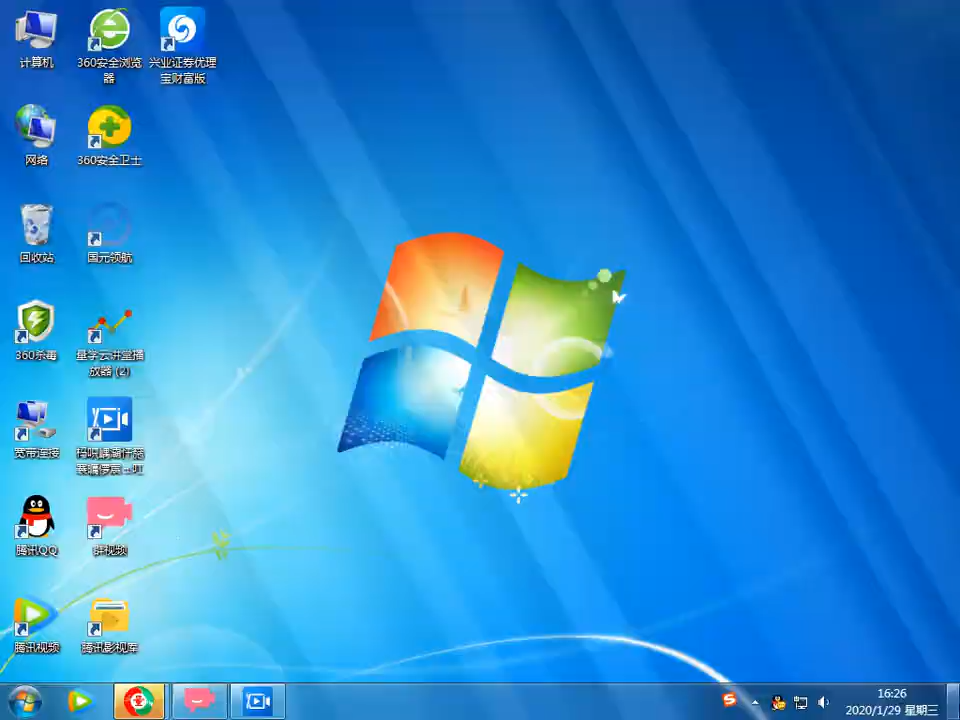 计算机
360安全浏览
器
兴业证券优理
宝财富版
网络
360安全卫士
回收站
国元领航
360杀毒
量学云讲堂播
放器 (2)
宽带连接
腾讯QQ
群视频
腾讯视频
腾讯影视库
16:26
2020/1/29 星期三